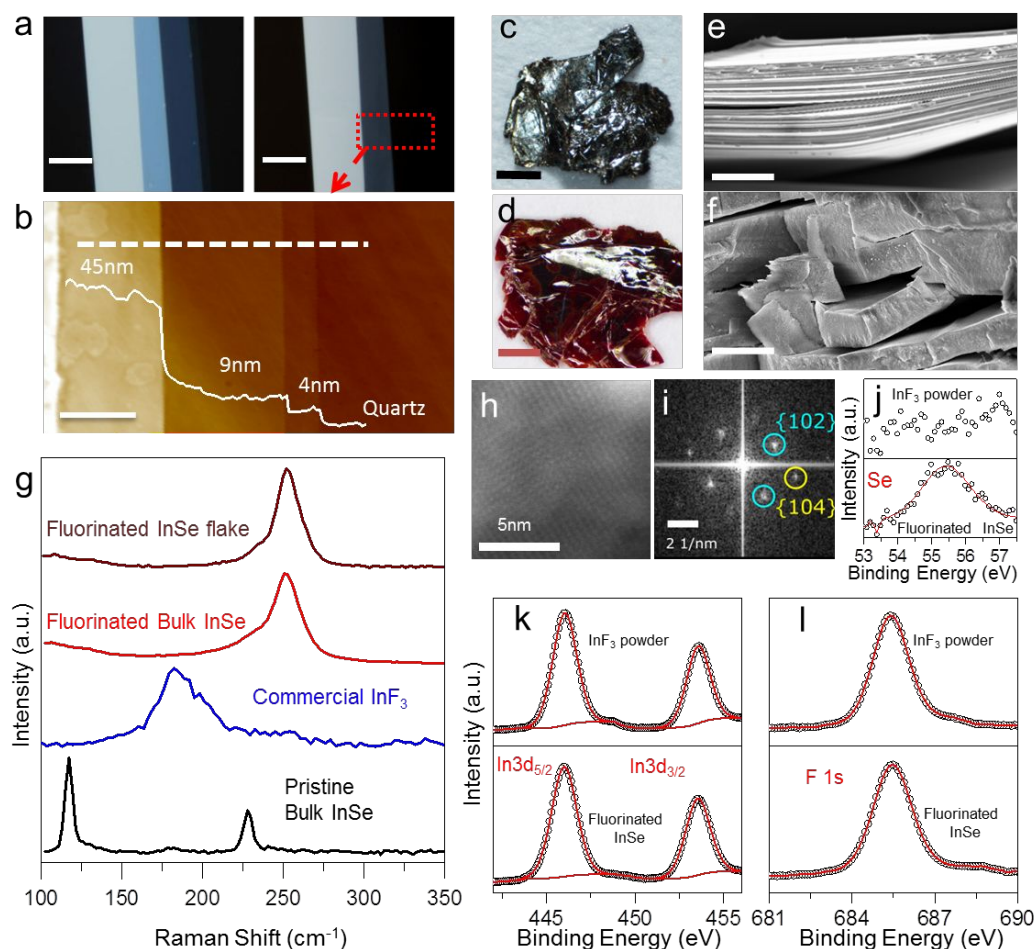 a
b
45nm
9nm
4nm
Quartz
c
d
e
f
g
Fluorinated InSe flake
Fluorinated Bulk InSe
Commercial InF₃
Pristine
Bulk InSe
Intensity (a.u.)
100 150 200 250 300 350
Raman Shift (cm⁻¹)
h
5nm
i
{102}
{104}
2 1/nm
j
InF₃ powder
Se
Fluorinated InSe
Intensity (a.u.)
53 54 55 56 57
Binding Energy (eV)
k
InF₃ powder
In3d₅/₂ In3d₃/₂
Fluorinated
InSe
Intensity (a.u.)
445 450 455
Binding Energy (eV)
l
InF₃ powder
F 1s
Fluorinated
InSe
681 684 687 690
Binding Energy (eV)